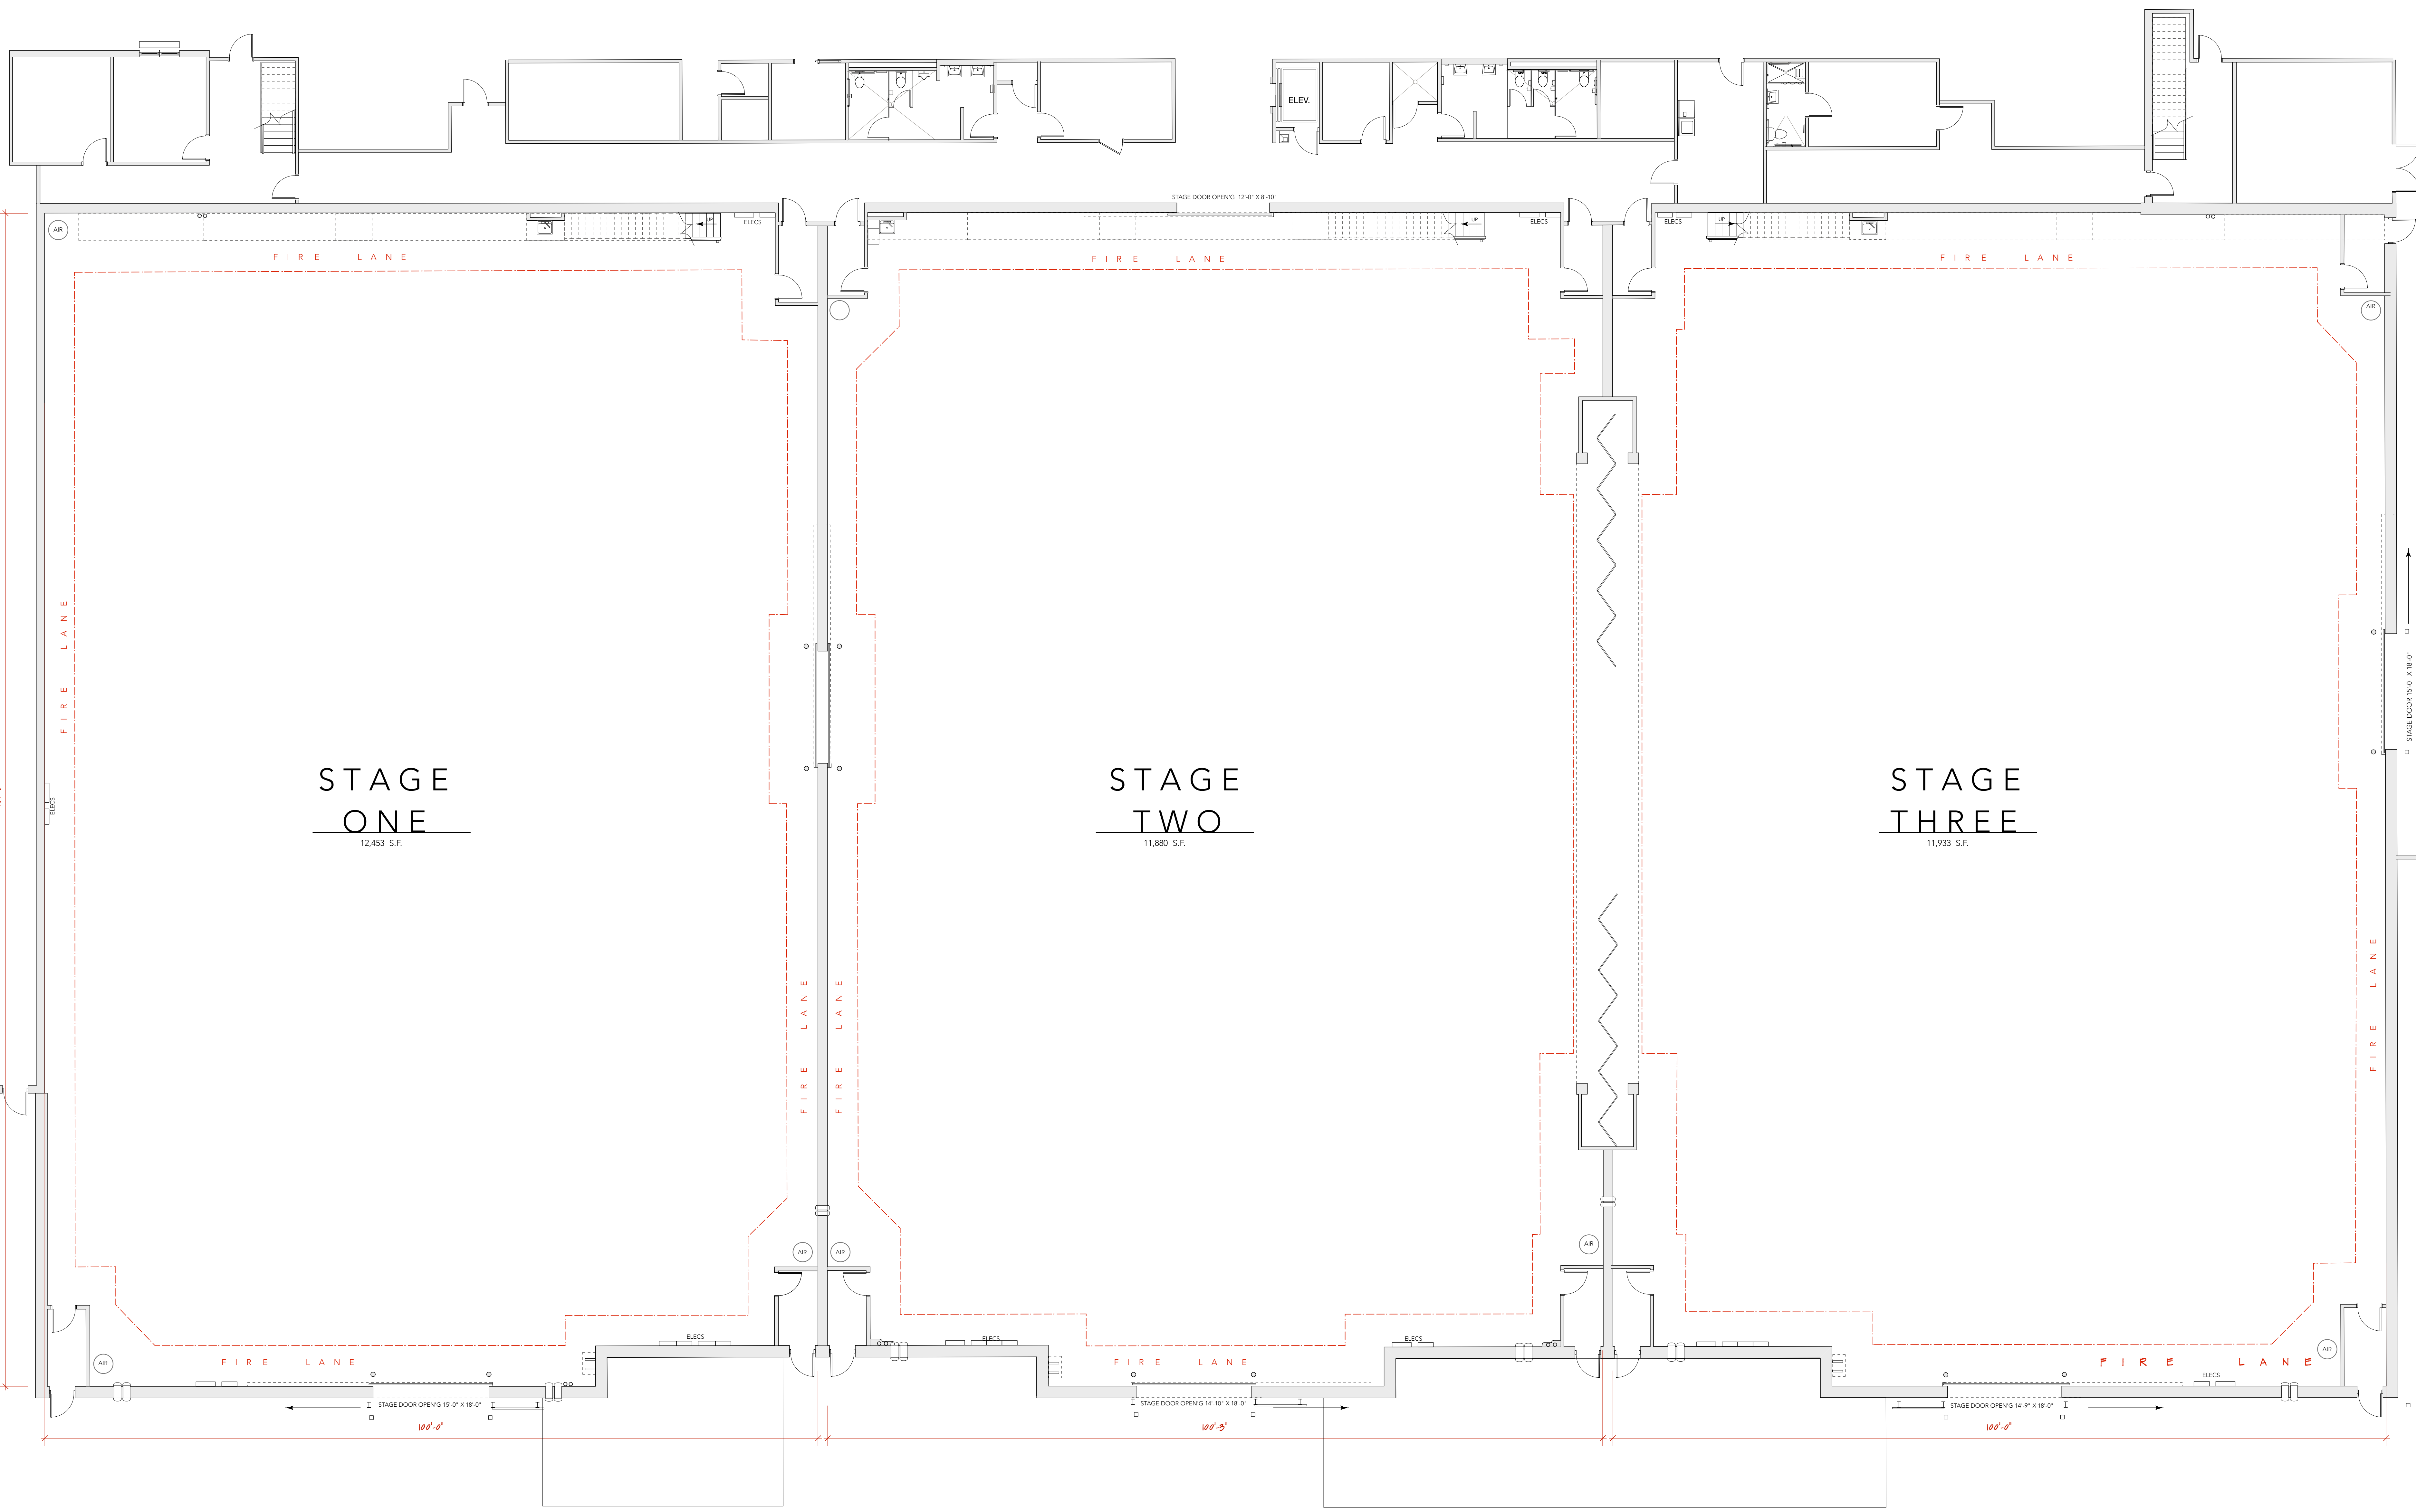 ELEV.
STAGE DOOR OPEN'G 12'-0" X 8'-10"
AIR
UP
ELECS
UP
ELECS
ELECS
UP
FIRE LANE
FIRE LANE
FIRE LANE
AIR
FIRE LANE
STAGE DOOR 15'-0" X 18'-0"
STAGE
ONE
12,453 S.F.
STAGE
TWO
11,880 S.F.
STAGE
THREE
11,933 S.F.
ELECS
FIRE LANE
FIRE LANE
FIRE LANE
AIR
AIR
AIR
ELECS
ELECS
ELECS
AIR
AIR
FIRE LANE
FIRE LANE
FIRE LANE
ELECS
STAGE DOOR OPEN'G 15'-0" X 18'-0"
STAGE DOOR OPEN'G 14'-10" X 18'-0"
STAGE DOOR OPEN'G 14'-9" X 18'-0"
100'-0"
100'-3"
100'-0"